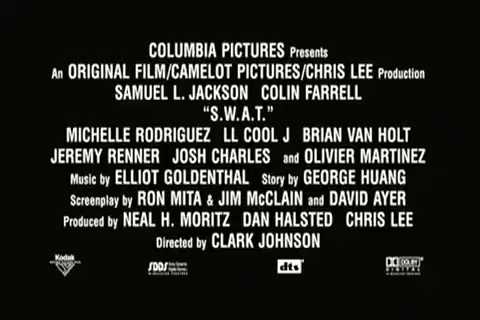 COLUMBIA PICTURES Presents
An ORIGINAL FILM/CAMELOT PICTURES/CHRIS LEE Production
SAMUEL L. JACKSON COLIN FARRELL
“S.W.A.T.”
MICHELLE RODRIGUEZ LL COOL J BRIAN VAN HOLT
JEREMY RENNER JOSH CHARLES and OLIVIER MARTINEZ
Music by ELLIOT GOLDENTHAL Story by GEORGE HUANG
Screenplay by RON MITA & JIM McCLAIN and DAVID AYER
Produced by NEAL H. MORITZ DAN HALSTED CHRIS LEE
Directed by CLARK JOHNSON
Kodak SDDS dts DOLBY
DIGITAL